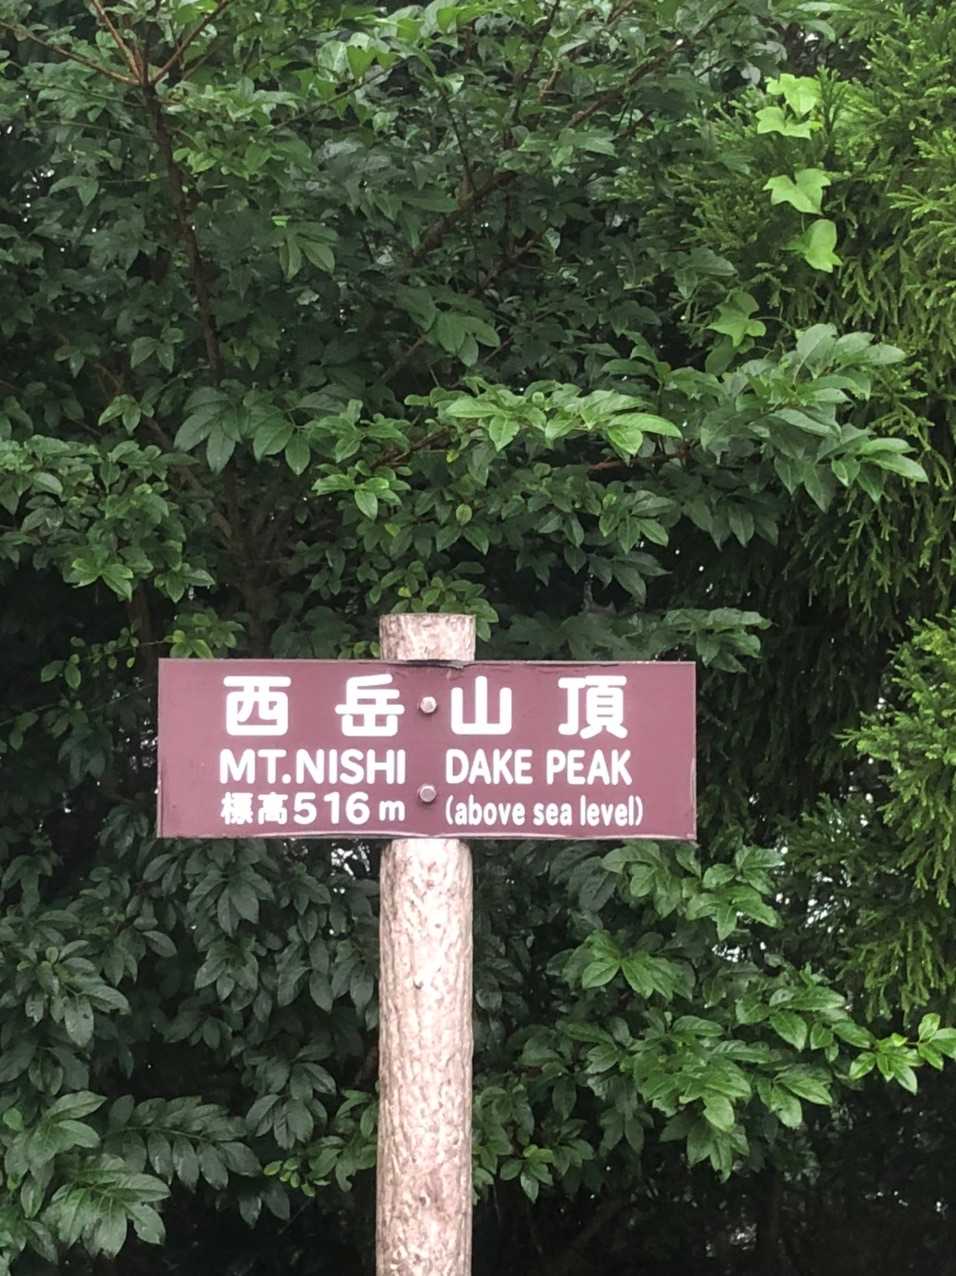 西岳山頂
MT.NISHI DAKE PEAK
標高516m (above sea level)